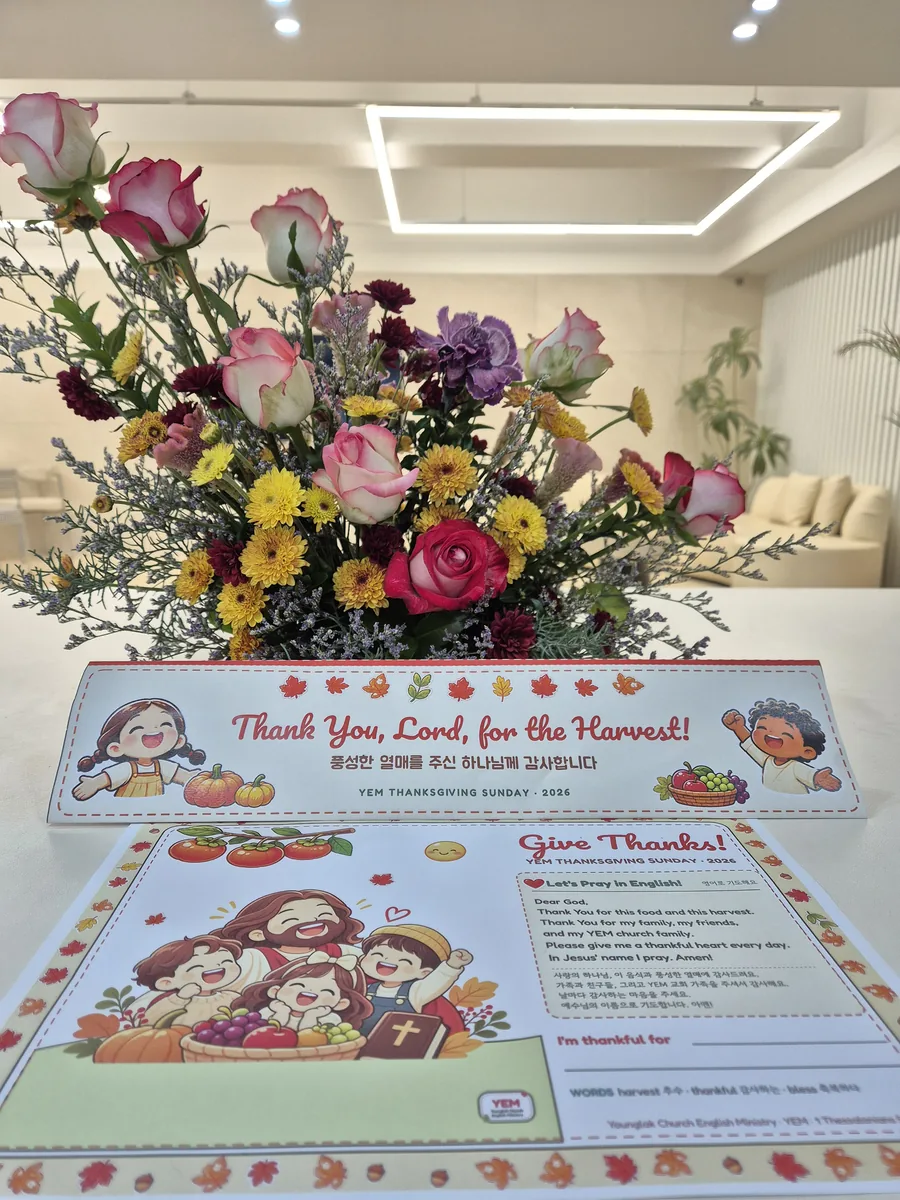 Thank You, Lord, for the Harvest!
풍성한 열매를 주신 하나님께 감사합니다
YEM THANKSGIVING SUNDAY · 2026
Give Thanks!
YEM THANKSGIVING SUNDAY · 2026
Let's Pray in English! 영어로 기도해요
Dear God,
Thank You for this food and this harvest.
Thank You for my family, my friends,
and my YEM church family.
Please give me a thankful heart every day.
In Jesus' name I pray. Amen!
사랑의 하나님, 이 음식과 풍성한 열매에 감사드려요.
가족과 친구들, 그리고 YEM 교회 가족을 주셔서 감사해요.
날마다 감사하는 마음을 주세요.
예수님의 이름으로 기도합니다. 아멘!
I'm thankful for
WORDS harvest 추수 · thankful 감사하는 · bless 축복하다
YEM
Youngtak Church English Ministry · YEM · 1 Thessalonians